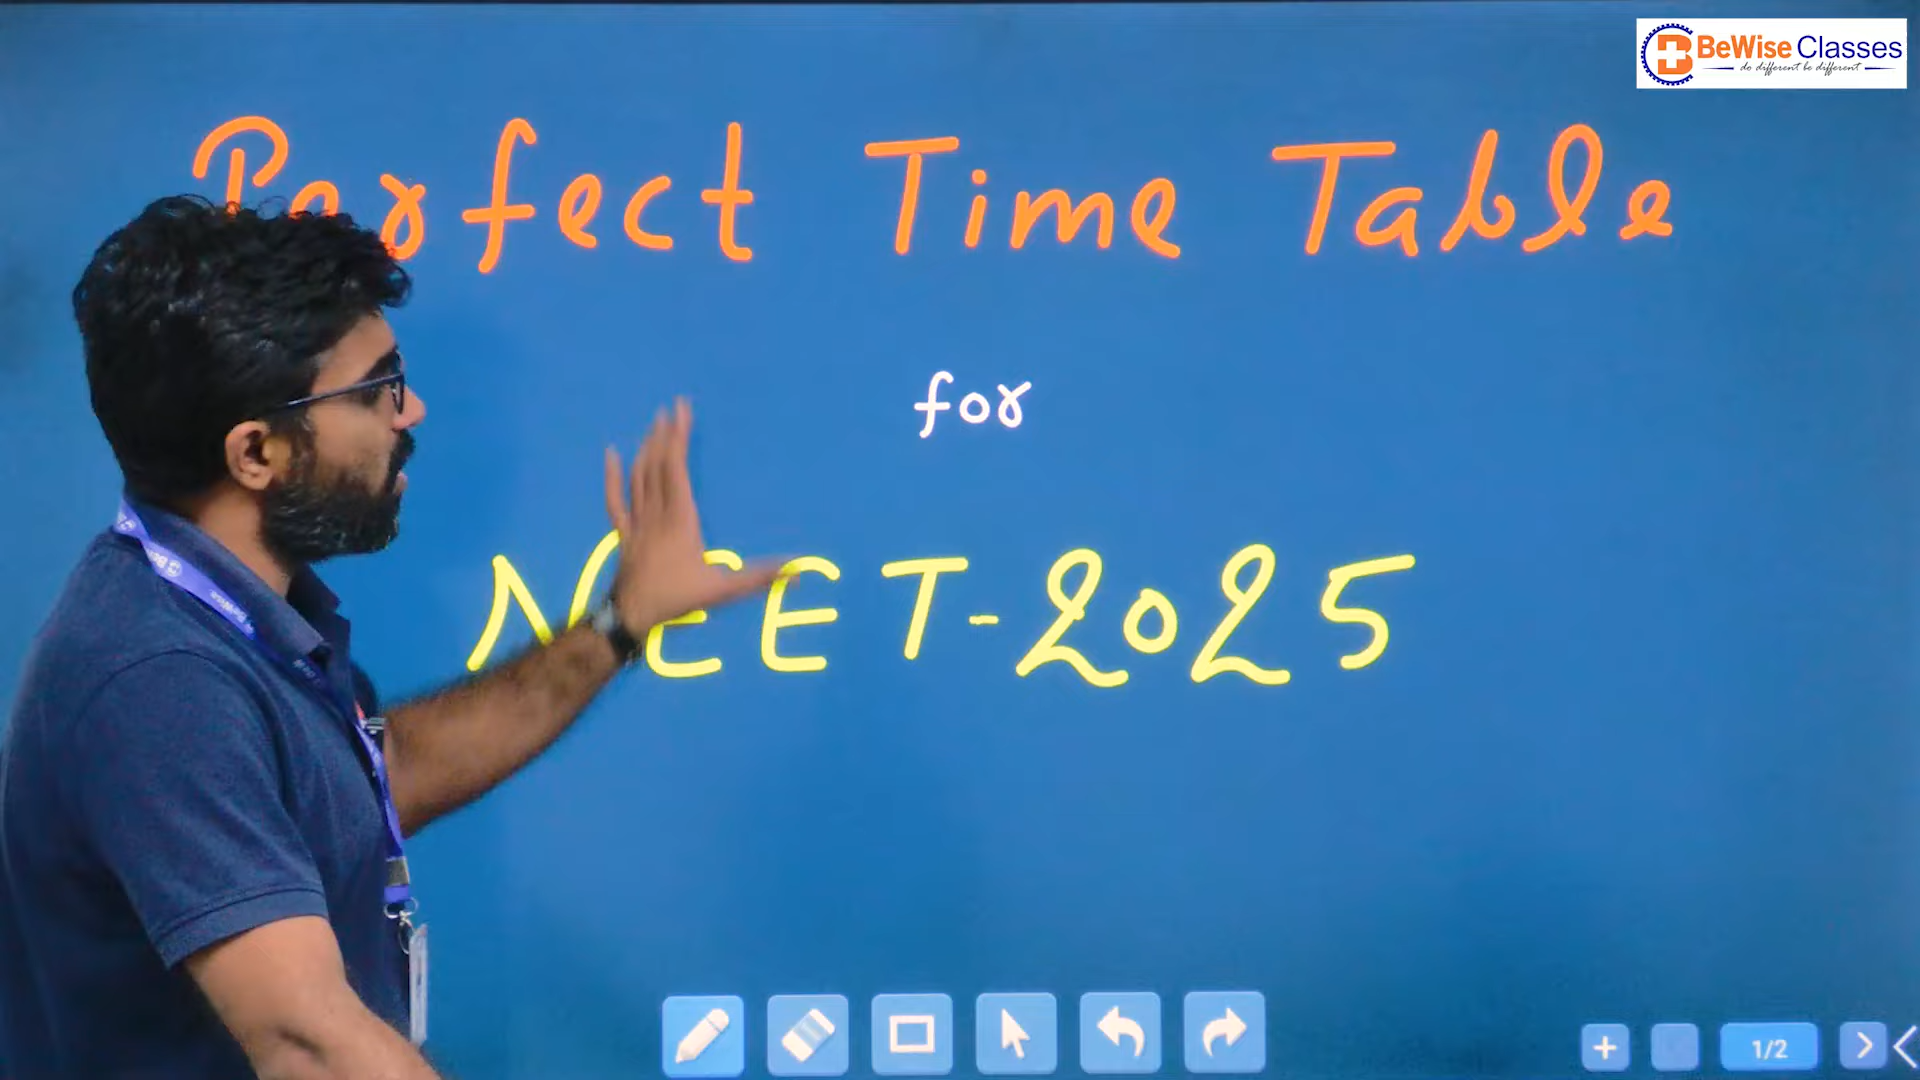 BeWise Classes
do different be different
Perfect Time Table
for
NEET-2025
1/2